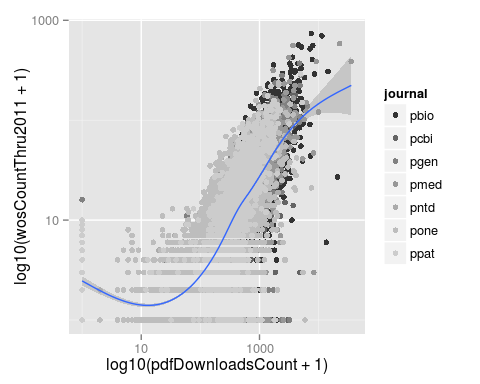 1000
10
log10(wosCountThru2011 + 1)
10
1000
log10(pdfDownloadsCount + 1)
journal
pbio
pcbi
pgen
pmed
pntd
pone
ppat